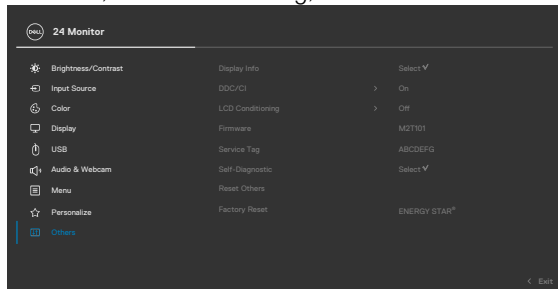 DELL 24 Monitor
Brightness/Contrast Display Info Select ✓
Input Source DDC/CI > On
Color LCD Conditioning > Off
Display Firmware M2T101
USB Service Tag ABCDEFG
Audio & Webcam Self-Diagnostic Select ✓
Menu Reset Others
Personalize Factory Reset ENERGY STAR®
Others
< Exit